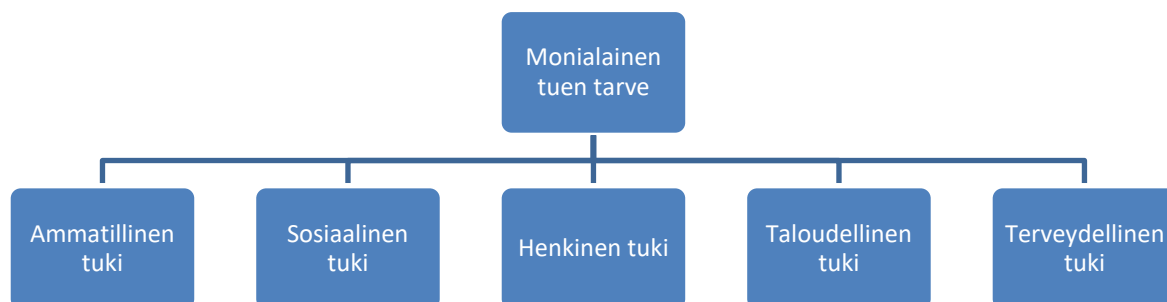 Monialainen
tuen tarve
Ammatillinen
tuki
Sosiaalinen
tuki
Henkinen tuki
Taloudellinen
tuki
Terveydellinen
tuki